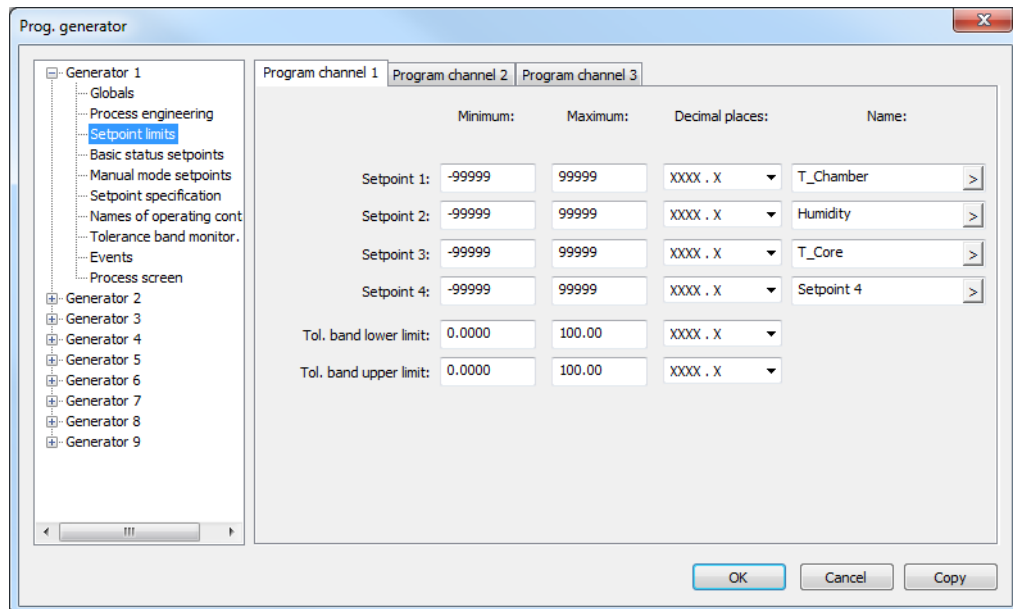 Prog. generator
Generator 1
Globals
Process engineering
Setpoint limits
Basic status setpoints
Manual mode setpoints
Setpoint specification
Names of operating cont
Tolerance band monitor.
Events
Process screen
Generator 2
Generator 3
Generator 4
Generator 5
Generator 6
Generator 7
Generator 8
Generator 9
Program channel 1 Program channel 2 Program channel 3
Minimum: Maximum: Decimal places: Name:
Setpoint 1: -99999 99999 XXXX . X T_Chamber >
Setpoint 2: -99999 99999 XXXX . X Humidity >
Setpoint 3: -99999 99999 XXXX . X T_Core >
Setpoint 4: -99999 99999 XXXX . X Setpoint 4 >
Tol. band lower limit: 0.0000 100.00 XXXX . X
Tol. band upper limit: 0.0000 100.00 XXXX . X
OK Cancel Copy